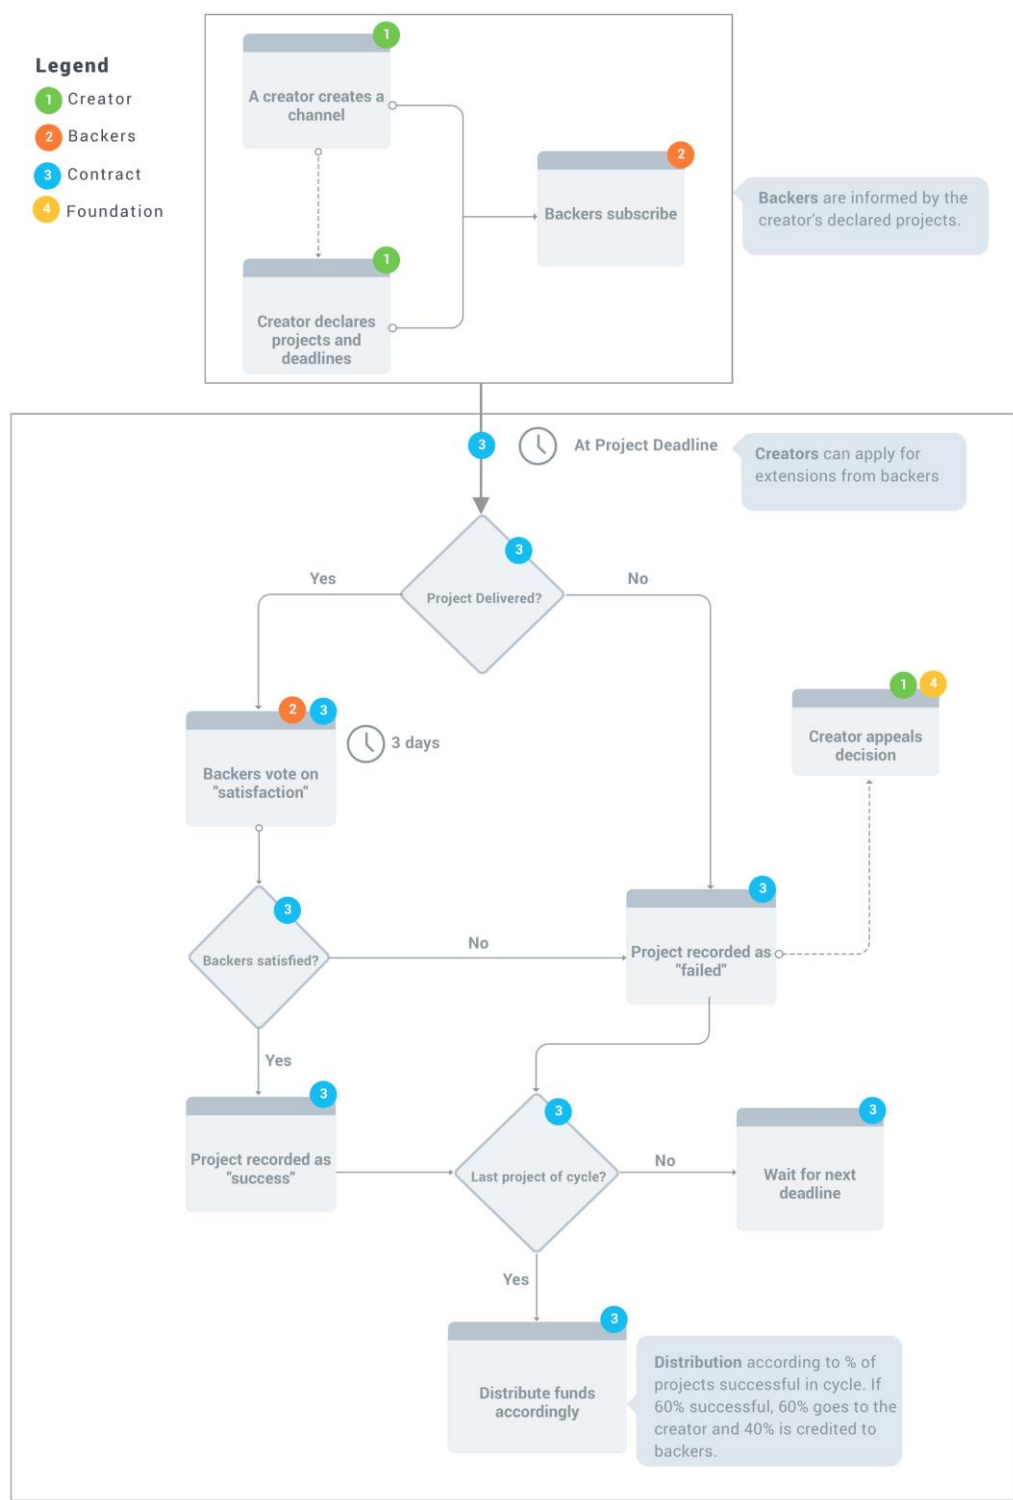 Legend
1 Creator
2 Backers
3 Contract
4 Foundation
1
A creator creates a
channel
2
Backers subscribe
Backers are informed by the
creator's declared projects.
1
Creator declares
projects and
deadlines
3
At Project Deadline
Creators can apply for
extensions from backers
3
Project Delivered?
Yes
No
2 3
Backers vote on
"satisfaction"
3 days
1 4
Creator appeals
decision
3
Backers satisfied?
No
3
Project recorded as
"failed"
Yes
3
Project recorded as
"success"
3
Last project of cycle?
No
3
Wait for next
deadline
Yes
3
Distribute funds
accordingly
Distribution according to % of
projects successful in cycle. If
60% successful, 60% goes to the
creator and 40% is credited to
backers.